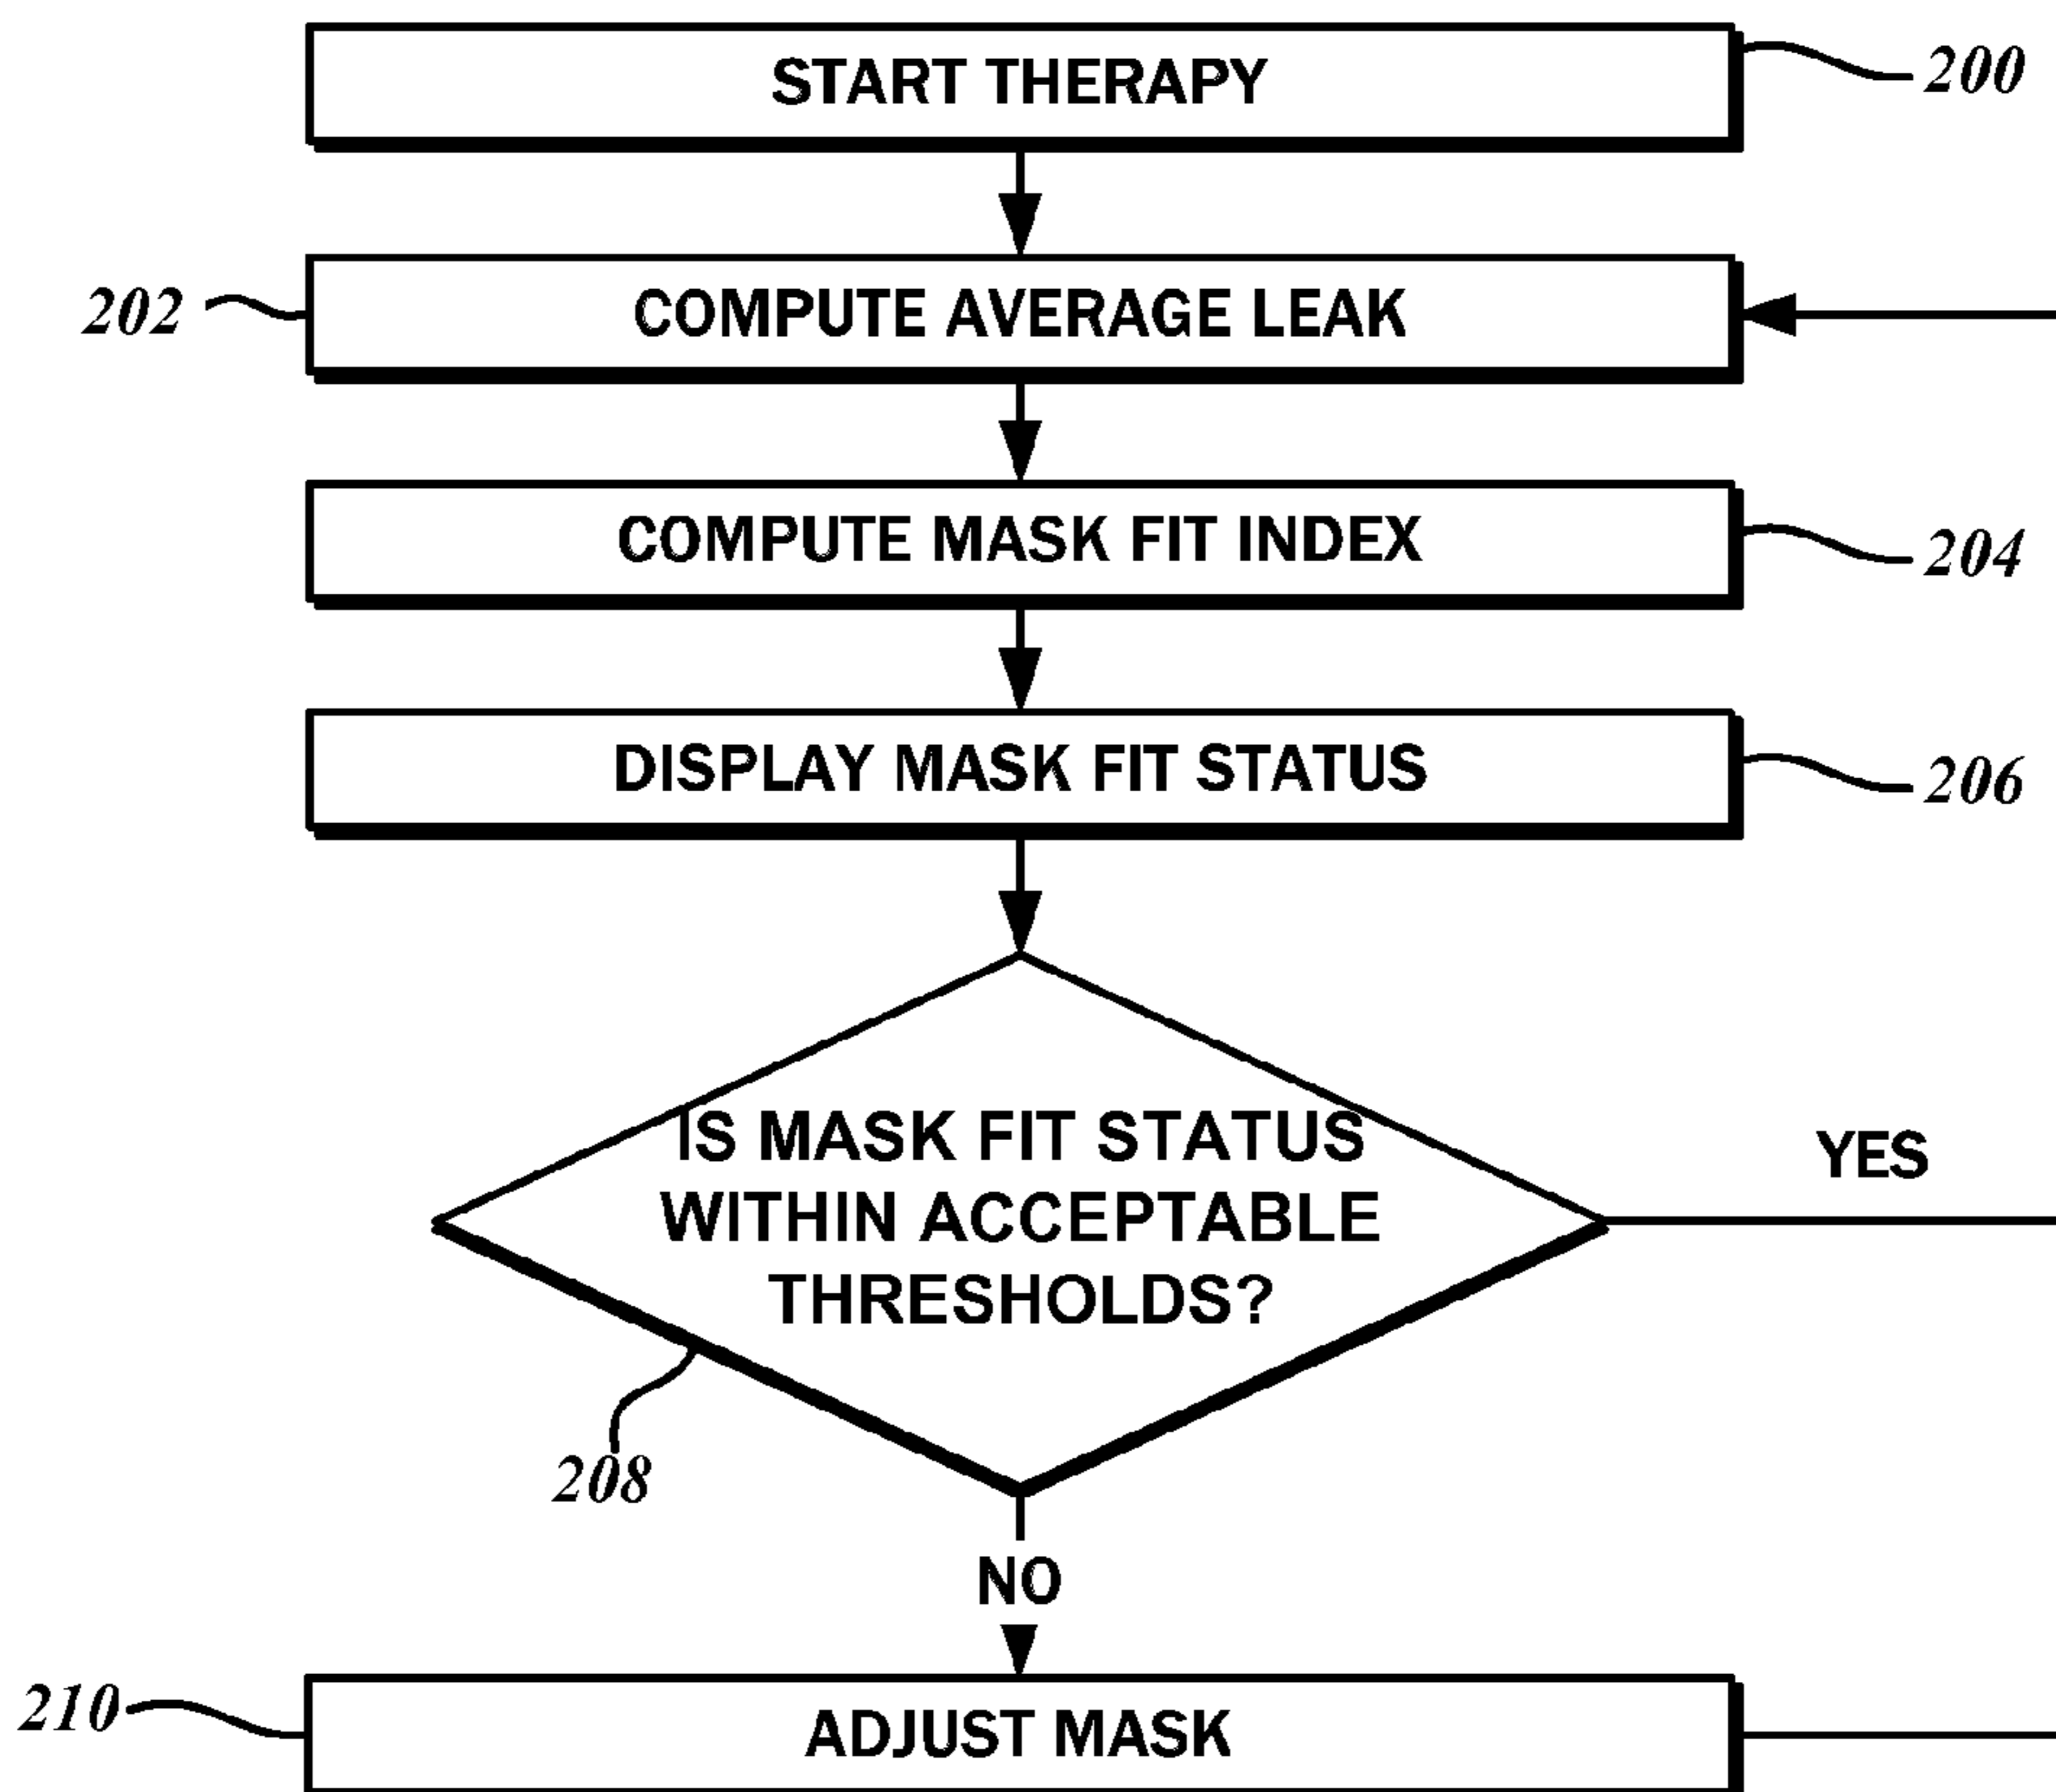 START THERAPY
200
202
COMPUTE AVERAGE LEAK
COMPUTE MASK FIT INDEX
204
DISPLAY MASK FIT STATUS
206
IS MASK FIT STATUS
WITHIN ACCEPTABLE
THRESHOLDS?
YES
208
NO
210
ADJUST MASK